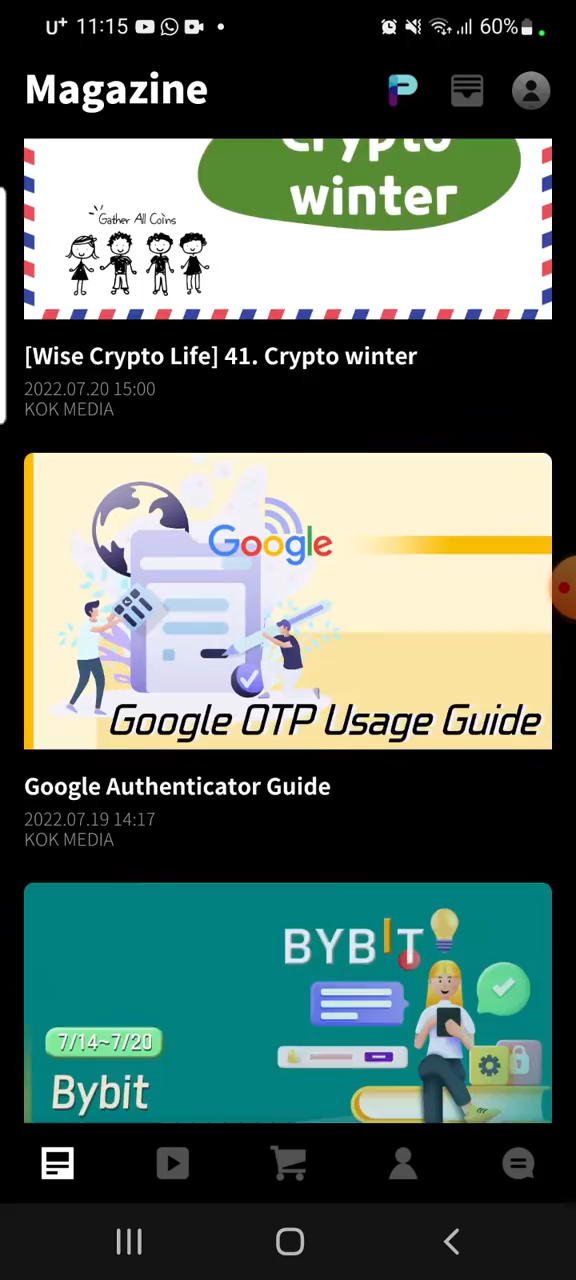 U+ 11:15
60%
Magazine
Crypto
winter
Gather All Coins
[Wise Crypto Life] 41. Crypto winter
2022.07.20 15:00
KOK MEDIA
Google
Google OTP Usage Guide
Google Authenticator Guide
2022.07.19 14:17
KOK MEDIA
BYBIT
7/14~7/20
Bybit